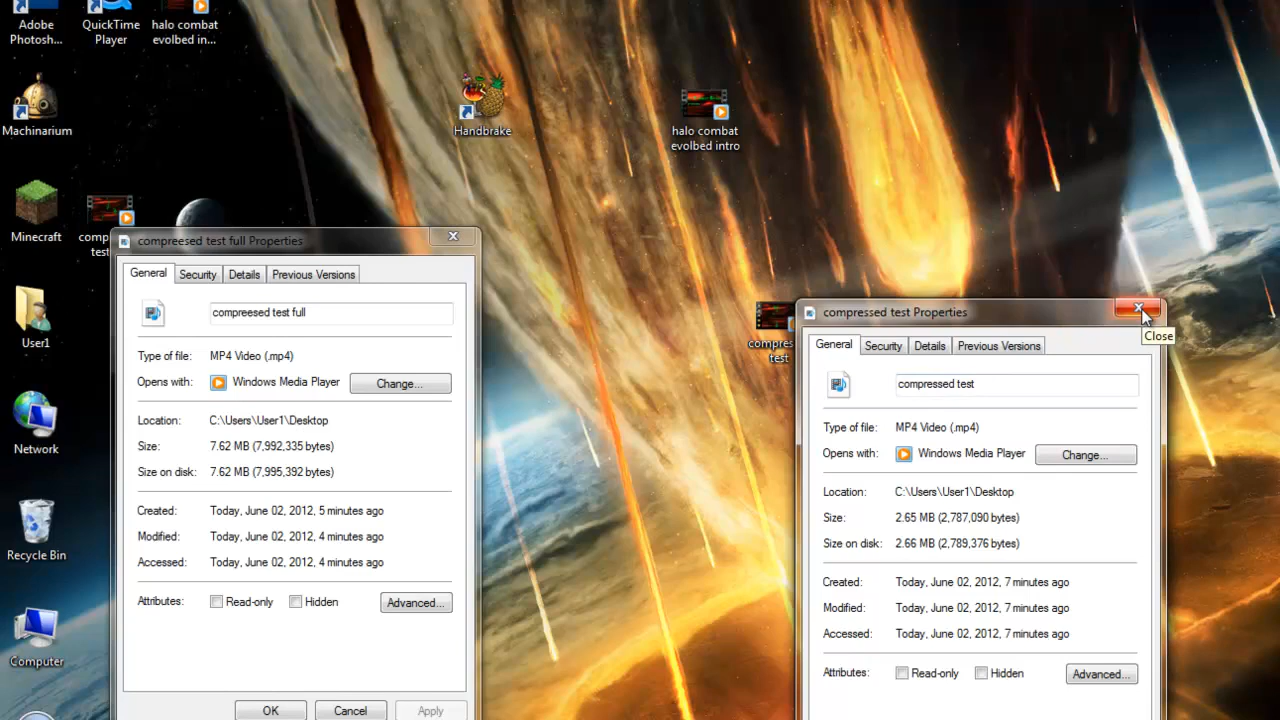 Adobe
Photosh...
QuickTime
Player
halo combat
evolbed in...
Machinarium
Handbrake
halo combat
evolbed intro
Minecraft
comp
test
User1
Network
Recycle Bin
Computer
compreesed test full Properties
General Security Details Previous Versions
compreesed test full
Type of file: MP4 Video (.mp4)
Opens with: Windows Media Player Change...
Location: C:\Users\User1\Desktop
Size: 7.62 MB (7,992,335 bytes)
Size on disk: 7.62 MB (7,995,392 bytes)
Created: Today, June 02, 2012, 5 minutes ago
Modified: Today, June 02, 2012, 4 minutes ago
Accessed: Today, June 02, 2012, 4 minutes ago
Attributes: Read-only Hidden Advanced...
OK Cancel Apply
compres
test
compressed test Properties
Close
General Security Details Previous Versions
compressed test
Type of file: MP4 Video (.mp4)
Opens with: Windows Media Player Change...
Location: C:\Users\User1\Desktop
Size: 2.65 MB (2,787,090 bytes)
Size on disk: 2.66 MB (2,789,376 bytes)
Created: Today, June 02, 2012, 7 minutes ago
Modified: Today, June 02, 2012, 7 minutes ago
Accessed: Today, June 02, 2012, 7 minutes ago
Attributes: Read-only Hidden Advanced...